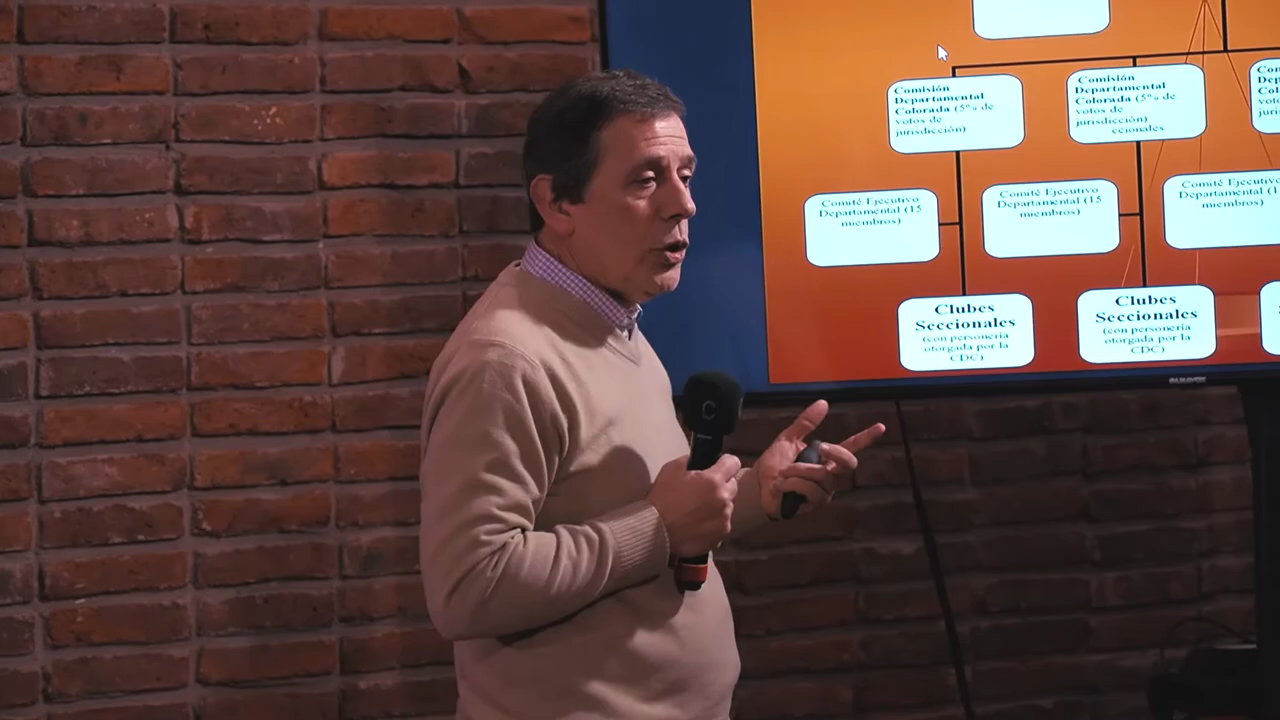 Comisión
Departamental
Colorada (5% de
votos de
jurisdicción)
Comisión
Departamental
Colorada (5% de
votos de
jurisdicción)
ccionales
Comité Ejecutivo
Departamental (15
miembros)
Comité Ejecutivo
Departamental (15
miembros)
Comité Ejecutivo
miembros)
Clubes
Seccionales
(con personería
otorgada por la
CDC)
Clubes
Seccionales
(con personería
otorgada por la
CDC)
C